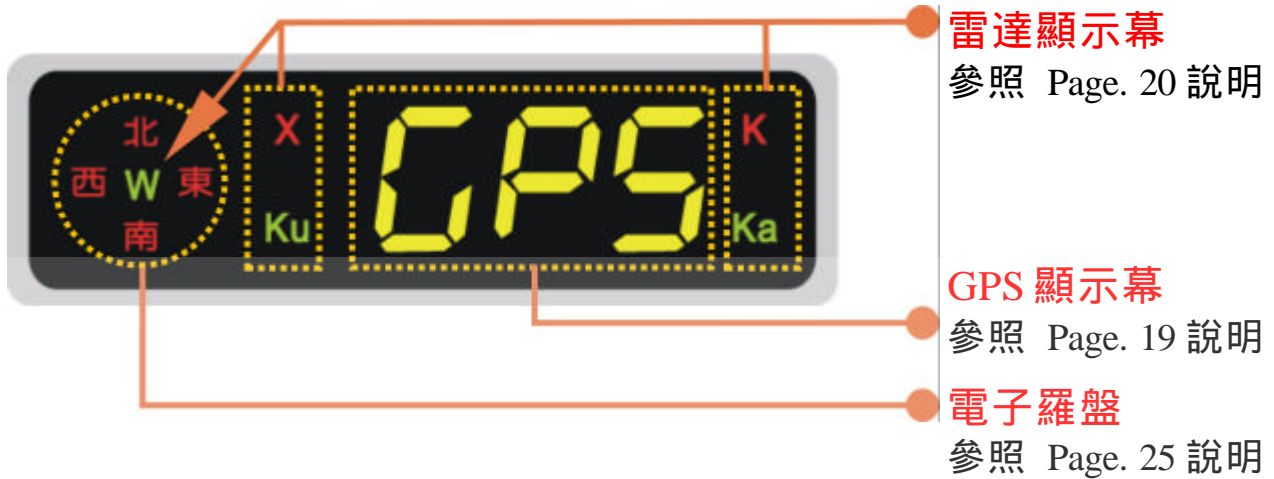 雷達顯示幕
參照 Page. 20 說明
北
X
K
GPS
西 W 東
南
Ku
Ka
GPS 顯示幕
參照 Page. 19 說明
電子羅盤
參照 Page. 25 說明